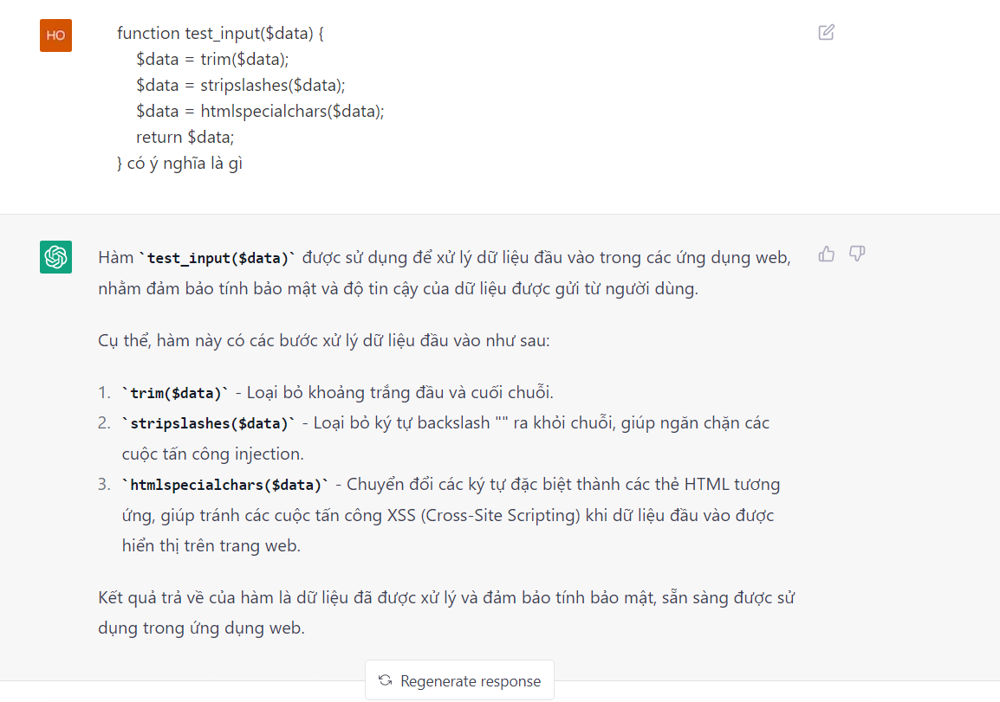 HO
function test_input($data) {
$data = trim($data);
$data = stripslashes($data);
$data = htmlspecialchars($data);
return $data;
} có ý nghĩa là gì
Hàm `test_input($data)` được sử dụng để xử lý dữ liệu đầu vào trong các ứng dụng web,
nhằm đảm bảo tính bảo mật và độ tin cậy của dữ liệu được gửi từ người dùng.
Cụ thể, hàm này có các bước xử lý dữ liệu đầu vào như sau:
1. `trim($data)` - Loại bỏ khoảng trắng đầu và cuối chuỗi.
2. `stripslashes($data)` - Loại bỏ ký tự backslash "" ra khỏi chuỗi, giúp ngăn chặn các
cuộc tấn công injection.
3. `htmlspecialchars($data)` - Chuyển đổi các ký tự đặc biệt thành các thẻ HTML tương
ứng, giúp tránh các cuộc tấn công XSS (Cross-Site Scripting) khi dữ liệu đầu vào được
hiển thị trên trang web.
Kết quả trả về của hàm là dữ liệu đã được xử lý và đảm bảo tính bảo mật, sẵn sàng được sử
dụng trong ứng dụng web.
Regenerate response